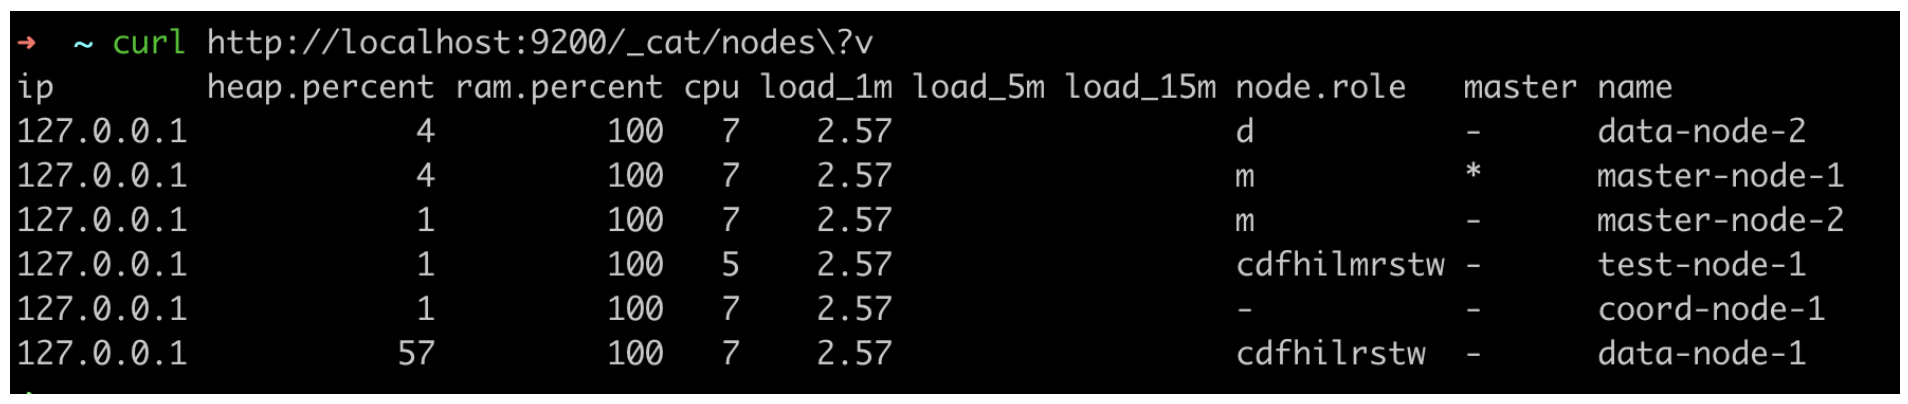 ➜  ~ curl http://localhost:9200/_cat/nodes\?v
ip        heap.percent ram.percent cpu load_1m load_5m load_15m node.role   master name
127.0.0.1            4         100   7    2.57                  d           -      data-node-2
127.0.0.1            4         100   7    2.57                  m           *      master-node-1
127.0.0.1            1         100   7    2.57                  m           -      master-node-2
127.0.0.1            1         100   5    2.57                  cdfhilmrstw -      test-node-1
127.0.0.1            1         100   7    2.57                  -           -      coord-node-1
127.0.0.1           57         100   7    2.57                  cdfhilrstw  -      data-node-1